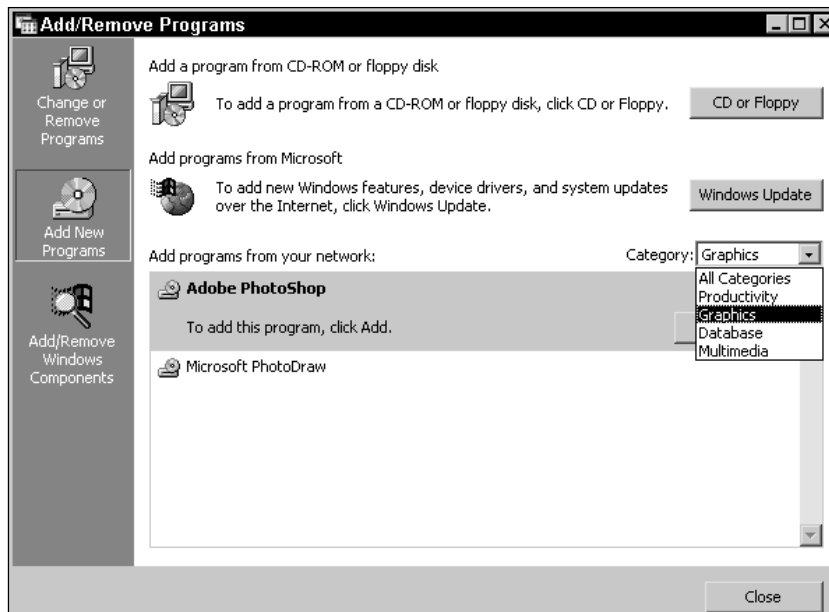 Add/Remove Programs
Change or
Remove
Programs
Add New
Programs
Add/Remove
Windows
Components
Add a program from CD-ROM or floppy disk
To add a program from a CD-ROM or floppy disk, click CD or Floppy.
CD or Floppy
Add programs from Microsoft
To add new Windows features, device drivers, and system updates
over the Internet, click Windows Update.
Windows Update
Add programs from your network:
Category: Graphics
All Categories
Productivity
Graphics
Database
Multimedia
Adobe PhotoShop
To add this program, click Add.
Microsoft PhotoDraw
Close